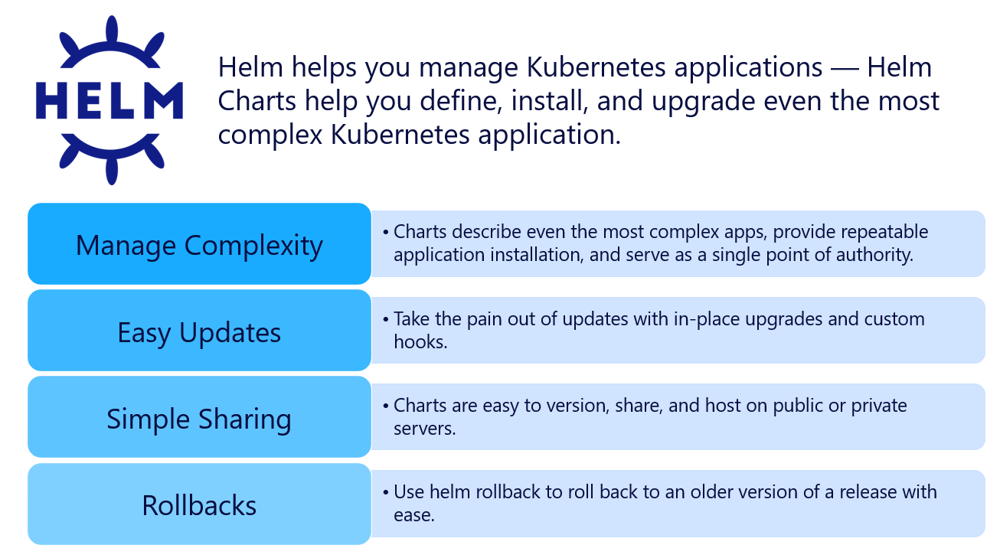 HELM
Helm helps you manage Kubernetes applications — Helm
Charts help you define, install, and upgrade even the most
complex Kubernetes application.
Manage Complexity
• Charts describe even the most complex apps, provide repeatable
application installation, and serve as a single point of authority.
Easy Updates
• Take the pain out of updates with in-place upgrades and custom
hooks.
Simple Sharing
• Charts are easy to version, share, and host on public or private
servers.
Rollbacks
• Use helm rollback to roll back to an older version of a release with
ease.